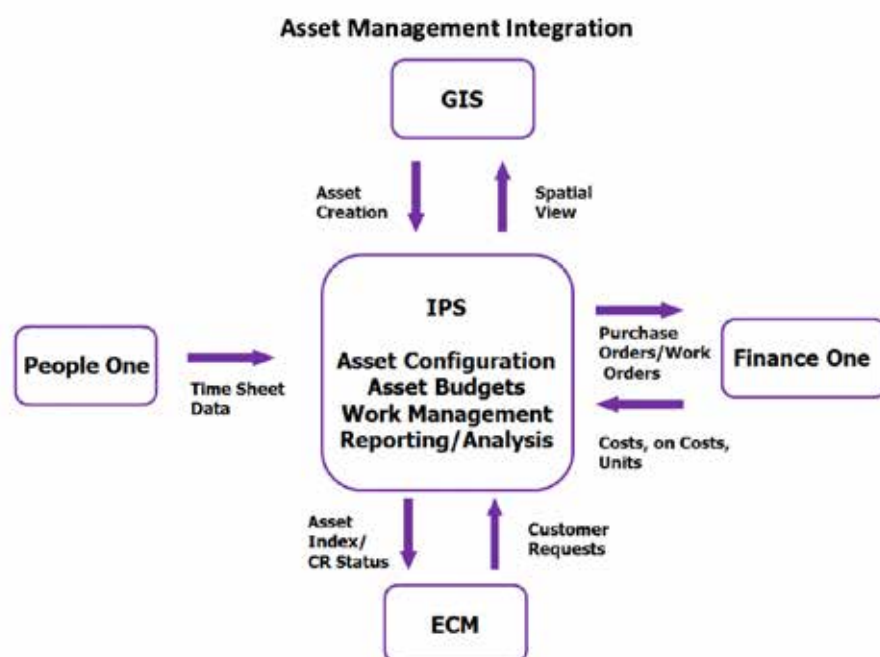 Asset Management Integration
GIS
Asset
Creation
Spatial
View
IPS
Asset Configuration
Asset Budgets
Work Management
Reporting/Analysis
People One
Time Sheet
Data
Purchase
Orders/Work
Orders
Finance One
Costs, on Costs,
Units
Asset
Index/
CR Status
Customer
Requests
ECM